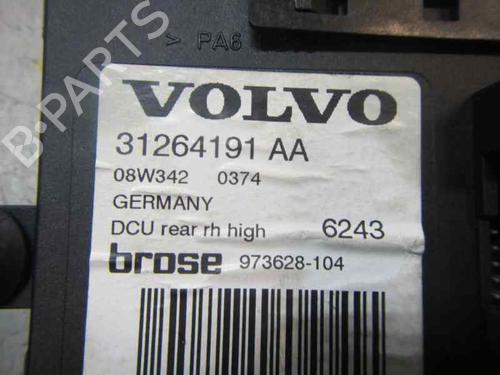 > PA6
VOLVO
31264191 AA
08W342 0374
GERMANY
DCU rear rh high 6243
brose 973628-104
B-PARTS